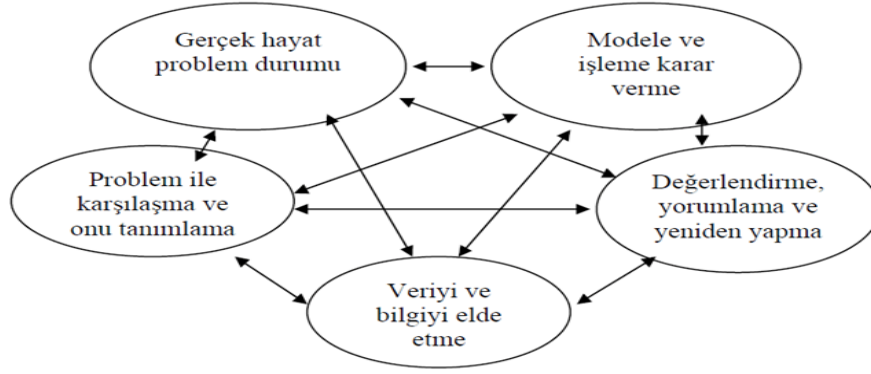 Gerçek hayat
problem durumu
Modele ve
işleme karar
verme
Problem ile
karşılaşma ve
onu tanımlama
Değerlendirme,
yorumlama ve
yeniden yapma
Veriyi ve
bilgiyi elde
etme